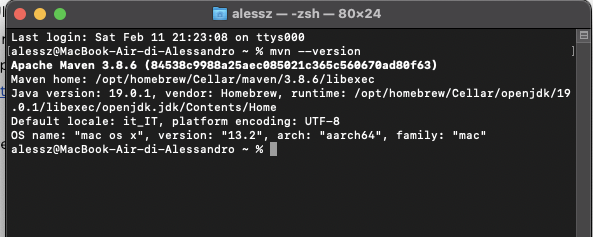 alessz — -zsh — 80×24
Last login: Sat Feb 11 21:23:08 on ttys000
[alessz@MacBook-Air-di-Alessandro ~ % mvn --version ]
Apache Maven 3.8.6 (84538c9988a25aec085021c365c560670ad80f63)
Maven home: /opt/homebrew/Cellar/maven/3.8.6/libexec
Java version: 19.0.1, vendor: Homebrew, runtime: /opt/homebrew/Cellar/openjdk/19
.0.1/libexec/openjdk.jdk/Contents/Home
Default locale: it_IT, platform encoding: UTF-8
OS name: "mac os x", version: "13.2", arch: "aarch64", family: "mac"
alessz@MacBook-Air-di-Alessandro ~ %